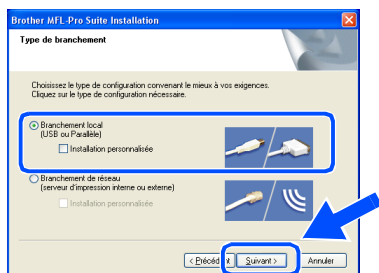 Brother MFL-Pro Suite Installation
Type de branchement
Choisissez le type de configuration convenant le mieux à vos exigences.
Cliquez sur le type de configuration nécessaire.
Branchement local
(USB ou Parallèle)
Installation personnalisée
Branchement de réseau
(serveur d'impression interne ou externe)
Installation personnalisée
< Précéd nt Suivant > Annuler